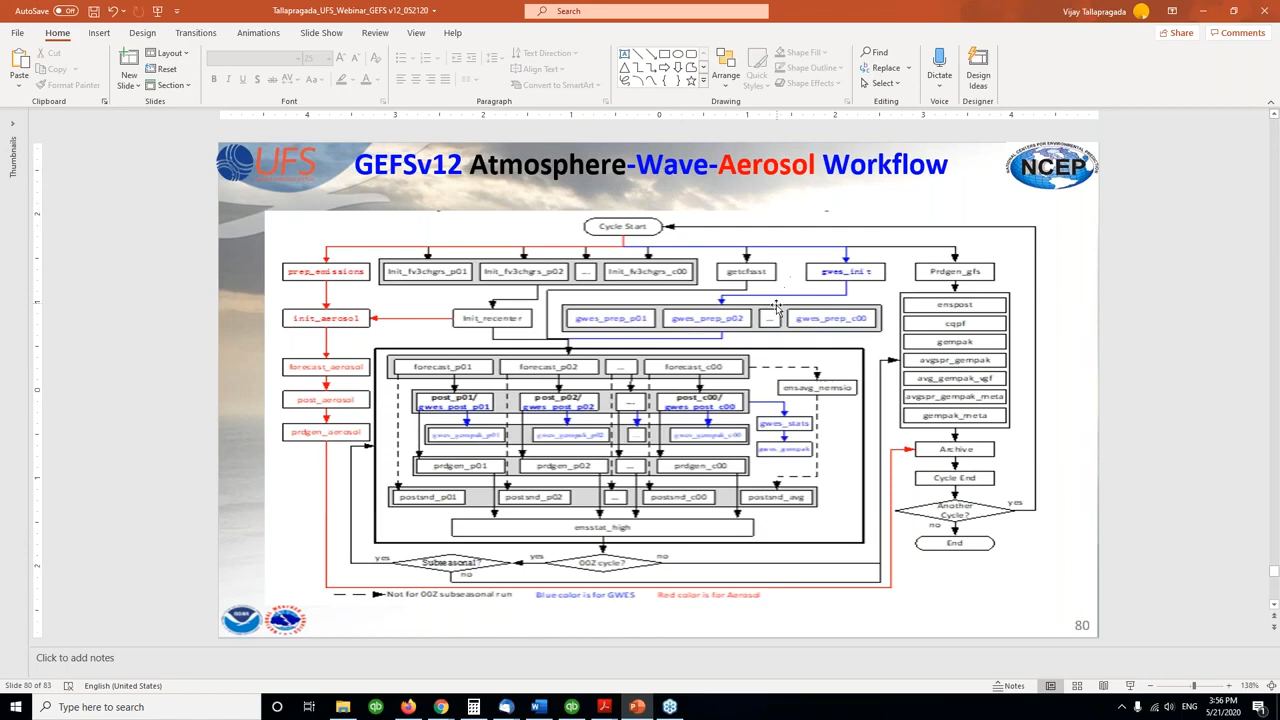 AutoSave Off
Tallapragada_UFS_Webinar_GEFS v12_052120
Search
Vijay Tallapragada
File Home Insert Design Transitions Animations Slide Show Review View Help
Share Comments
Paste
Cut
Copy
Format Painter
New Slide
Layout
Reset
Section
25
Text Direction
Align Text
Convert to SmartArt
Arrange
Quick Styles
Shape Fill
Shape Outline
Shape Effects
Find
Replace
Select
Dictate
Design Ideas
Clipboard Slides Font Paragraph Drawing Editing Voice Designer
Thumbnails
UFS
GEFSv12 Atmosphere-Wave-Aerosol Workflow
NCEP
Cycle Start
prep_emissions Init_fv3chgrs_p01 Init_fv3chgrs_p02 ... Init_fv3chgrs_c00 getcfssst gwes_init Prdgen_gfs
init_aerosol Init_recenter gwes_prep_p01 gwes_prep_p02 ... gwes_prep_c00
enspost
cqpf
gempak
avgspr_gempak
avg_gempak_vgf
avgspr_gempak_meta
gempak_meta
forecast_aerosol forecast_p01 forecast_p02 ... forecast_c00
ensavg_nemsio
post_aerosol post_p01/ gwes_post_p01 post_p02/ gwes_post_p02 ... post_c00/ gwes_post_c00
gwes_stats
prdgen_aerosol ... gwes_gempak
prdgen_p01 prdgen_p02 ... prdgen_c00
Archive
Cycle End
postsnd_p01 postsnd_p02 ... postsnd_c00 postsnd_avg
Another Cycle?
yes
no
End
ensstat_high
yes Subseasonal? yes 00Z cycle? no
no
Not for 00Z subseasonal run Blue color is for GWES Red color is for Aerosol
80
Click to add notes
Slide 80 of 83 English (United States) Notes 138%
Type here to search
ENG
3:56 PM
5/21/2020